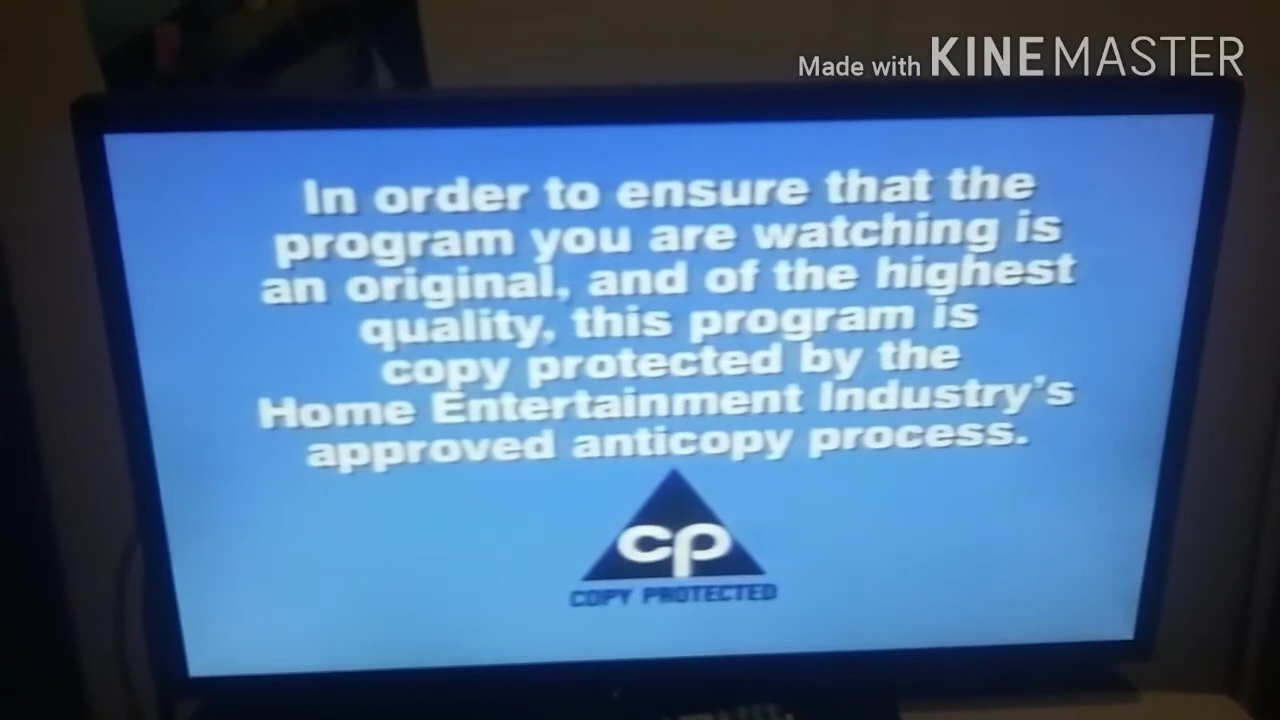 Made with KINEMASTER
In order to ensure that the
program you are watching is
an original, and of the highest
quality, this program is
copy protected by the
Home Entertainment Industry's
approved anticopy process.
cp
COPY PROTECTED